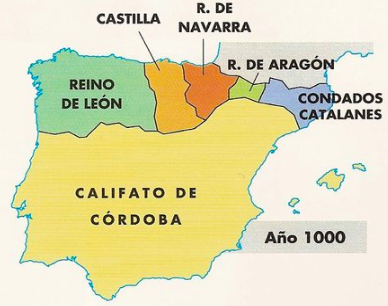 CASTILLA
R. DE
NAVARRA
R. DE ARAGÓN
REINO
DE LEÓN
CONDADOS
CATALANES
CALIFATO DE
CÓRDOBA
Año 1000